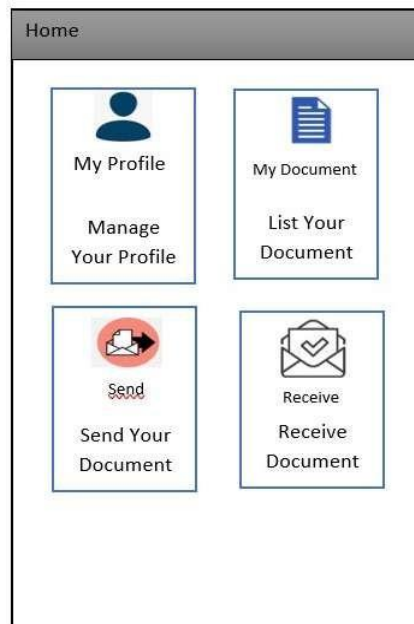 Home
My Profile
Manage
Your Profile
My Document
List Your
Document
Send
Send Your
Document
Receive
Receive
Document